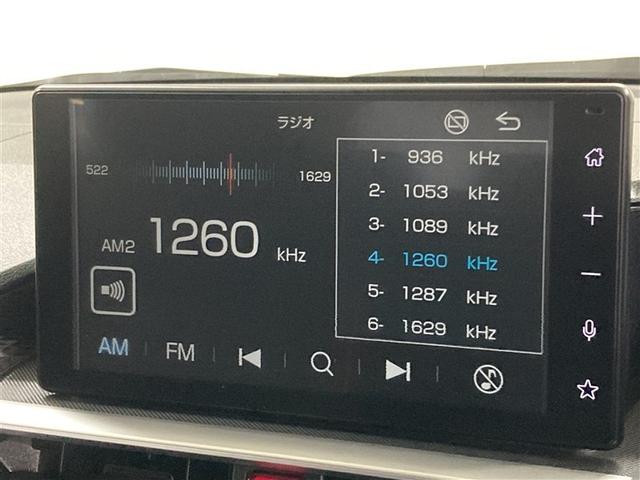 ラジオ
522
1629
AM2 1260 kHz
1- 936 kHz
2- 1053 kHz
3- 1089 kHz
4- 1260 kHz
5- 1287 kHz
6- 1629 kHz
AM
FM